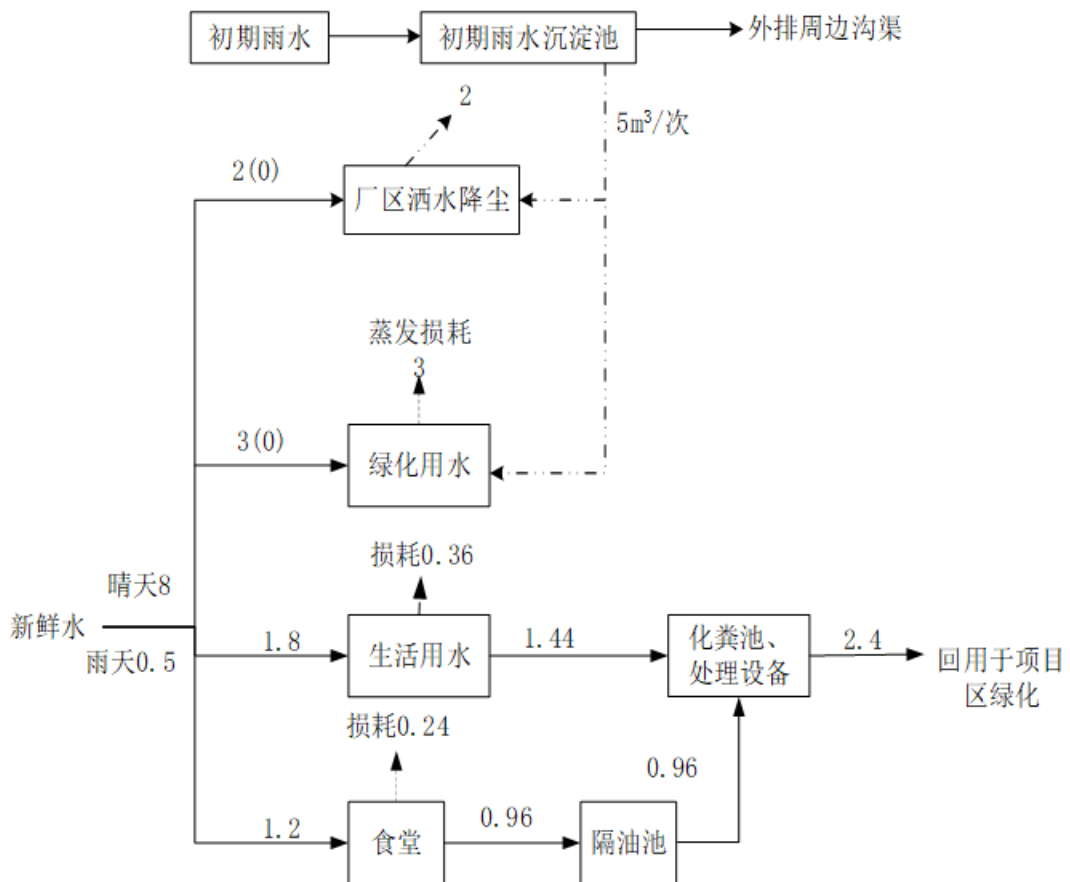 初期雨水
初期雨水沉淀池
外排周边沟渠
2
5m³/次
2(0)
厂区洒水降尘
蒸发损耗
3
3(0)
绿化用水
损耗0.36
晴天8
新鲜水
雨天0.5
1.8
生活用水
1.44
化粪池、
处理设备
2.4
回用于项目
区绿化
损耗0.24
0.96
1.2
食堂
0.96
隔油池